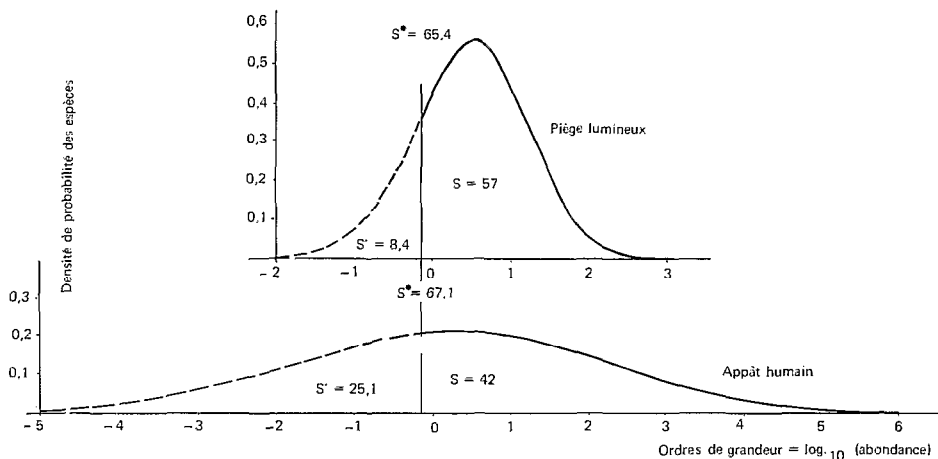 0,6
S* = 65,4
0,5
0,4
Piège lumineux
0,3
0,2
S = 57
0,1
S' = 8,4
-2 -1 0 1 2 3
Densité de probabilité des espèces
S* = 67,1
0,3
0,2
0,1
S' = 25,1
S = 42
Appât humain
-5 -4 -3 -2 -1 0 1 2 3 4 5 6
Ordres de grandeur = log. 10 (abondance)